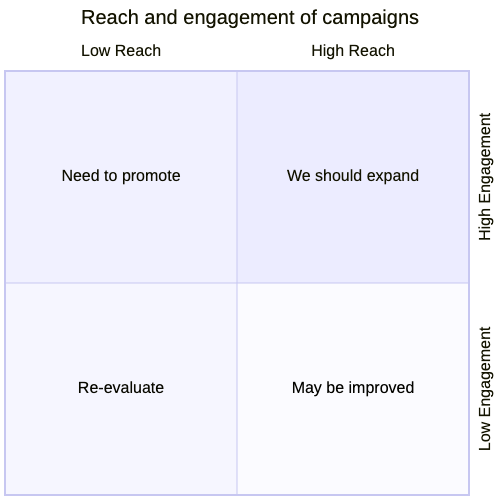 Reach and engagement of campaigns
Low Reach
High Reach
Need to promote
We should expand
High Engagement
Re-evaluate
May be improved
Low Engagement